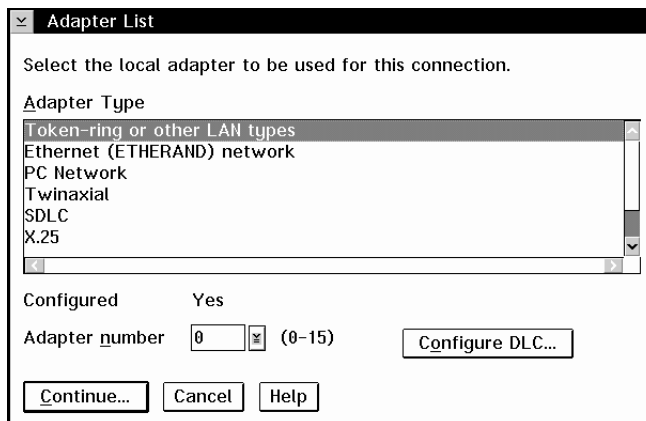 Adapter List
Select the local adapter to be used for this connection.
Adapter Type
Token-ring or other LAN types
Ethernet (ETHERAND) network
PC Network
Twinaxial
SDLC
X.25
Configured Yes
Adapter number 0 (0-15) Configure DLC...
Continue... Cancel Help